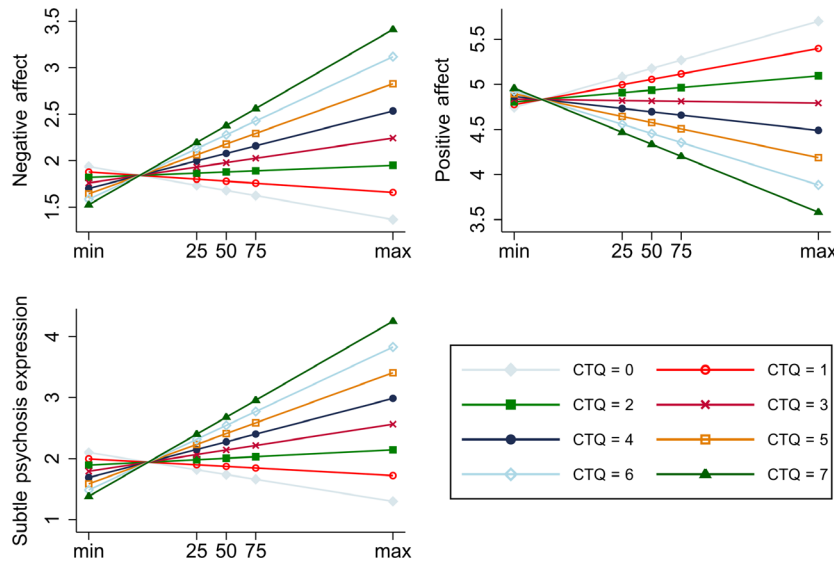 Negative affect
3.5
3
2.5
2
1.5
min 25 50 75 max
Positive affect
5.5
5
4.5
4
3.5
min 25 50 75 max
Subtle psychosis expression
4
3
2
1
min 25 50 75 max
CTQ = 0 CTQ = 1
CTQ = 2 CTQ = 3
CTQ = 4 CTQ = 5
CTQ = 6 CTQ = 7